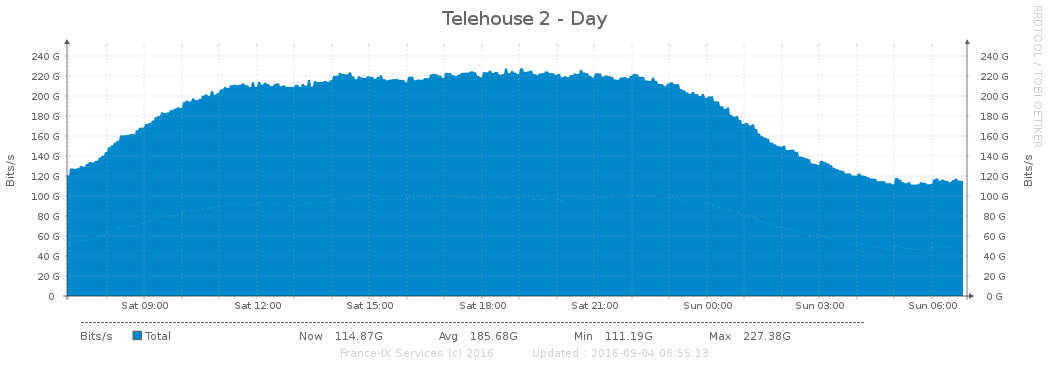 Telehouse 2 - Day
RRDTOOL / TOBI OETIKER
Bits/s
240 G
220 G
200 G
180 G
160 G
140 G
120 G
100 G
80 G
60 G
40 G
20 G
0
240 G
220 G
200 G
180 G
160 G
140 G
120 G
100 G
80 G
60 G
40 G
20 G
0 G
Bits/s
Sat 09:00 Sat 12:00 Sat 15:00 Sat 18:00 Sat 21:00 Sun 00:00 Sun 03:00 Sun 06:00
Bits/s Total Now 114.87G Avg 185.68G Min 111.19G Max 227.38G
France-IX Services (c) 2016 Updated : 2016-09-04 06:55:13